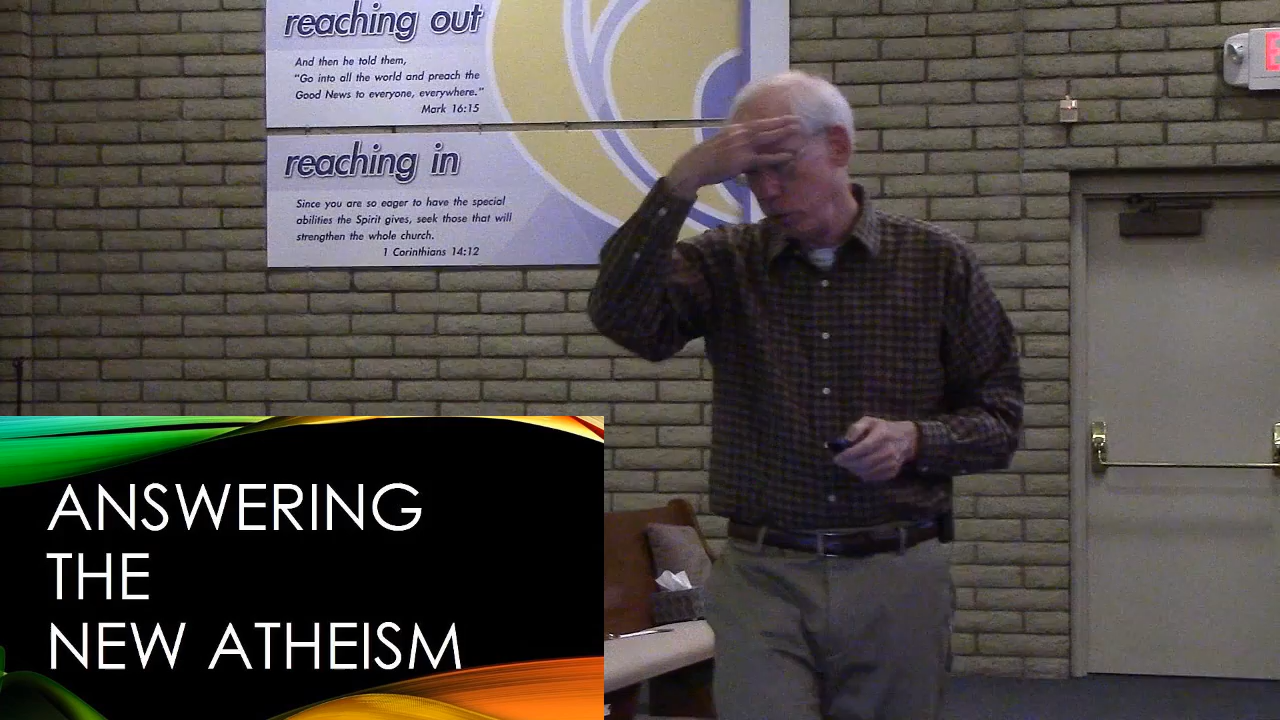 reaching out
And then he told them,
"Go into all the world and preach the
Good News to everyone, everywhere."
Mark 16:15
reaching in
Since you are so eager to have the special
abilities the Spirit gives, seek those that will
strengthen the whole church.
1 Corinthians 14:12
E
ANSWERING
THE
NEW ATHEISM